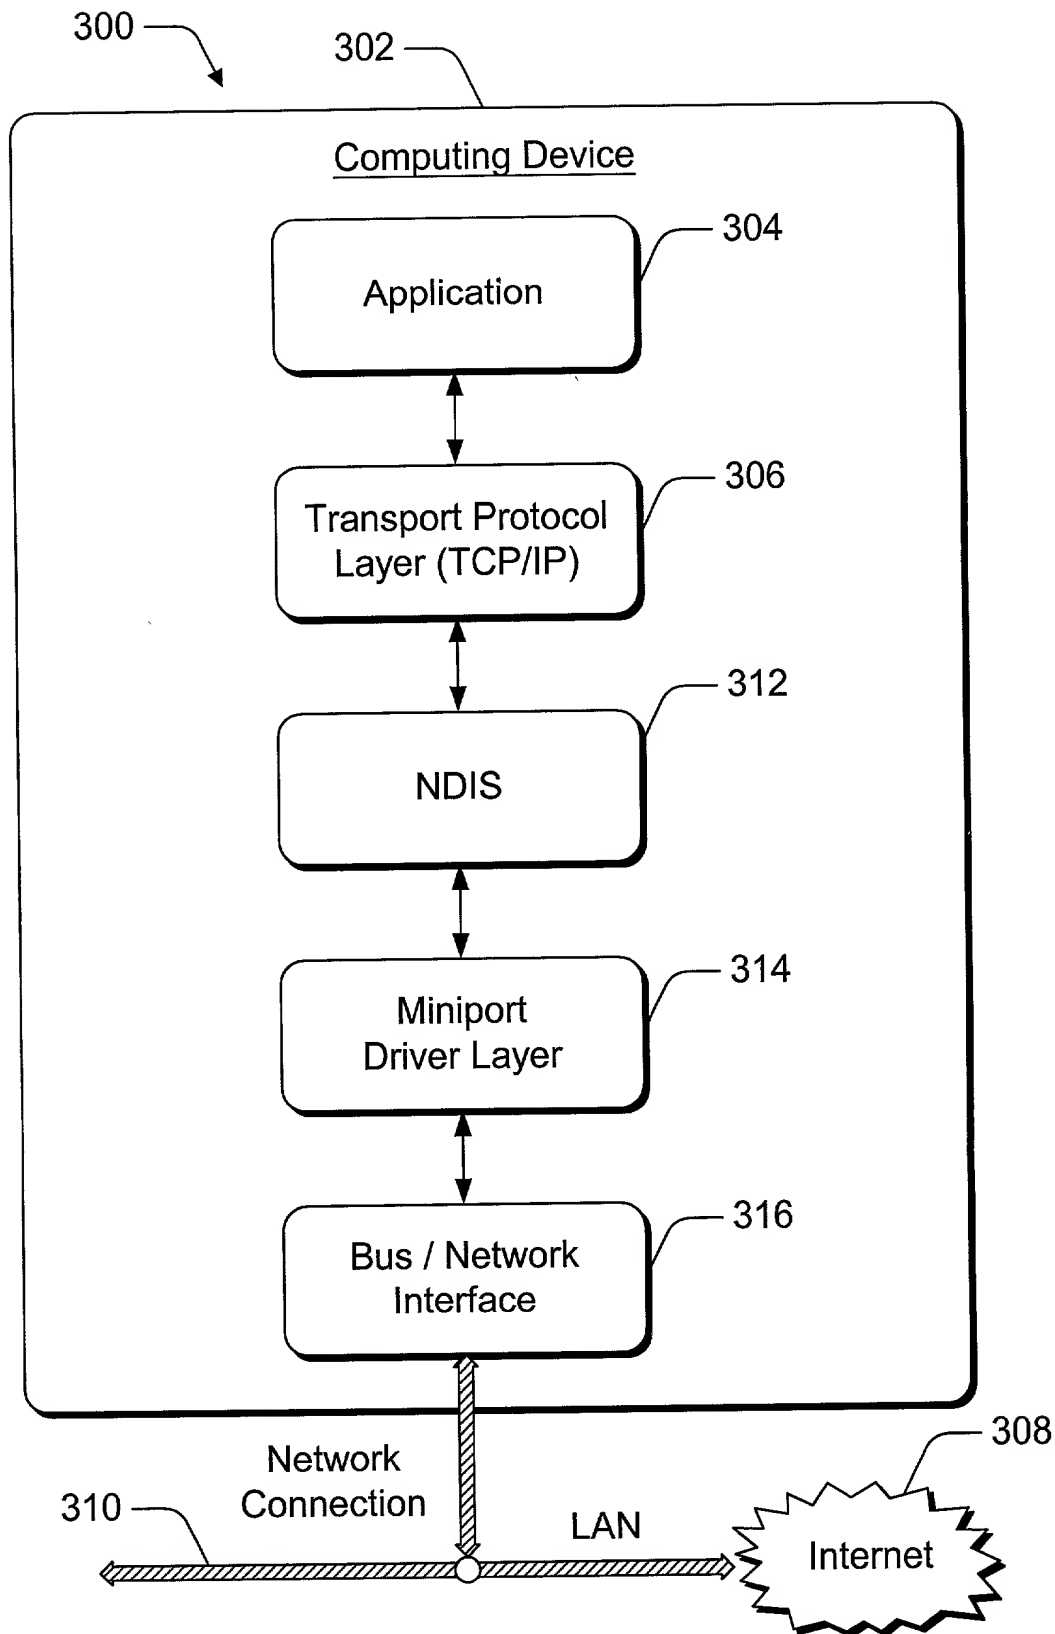 300
302
Computing Device
304
Application
306
Transport Protocol
Layer (TCP/IP)
312
NDIS
314
Miniport
Driver Layer
316
Bus / Network
Interface
308
Network
Connection
310
LAN
Internet